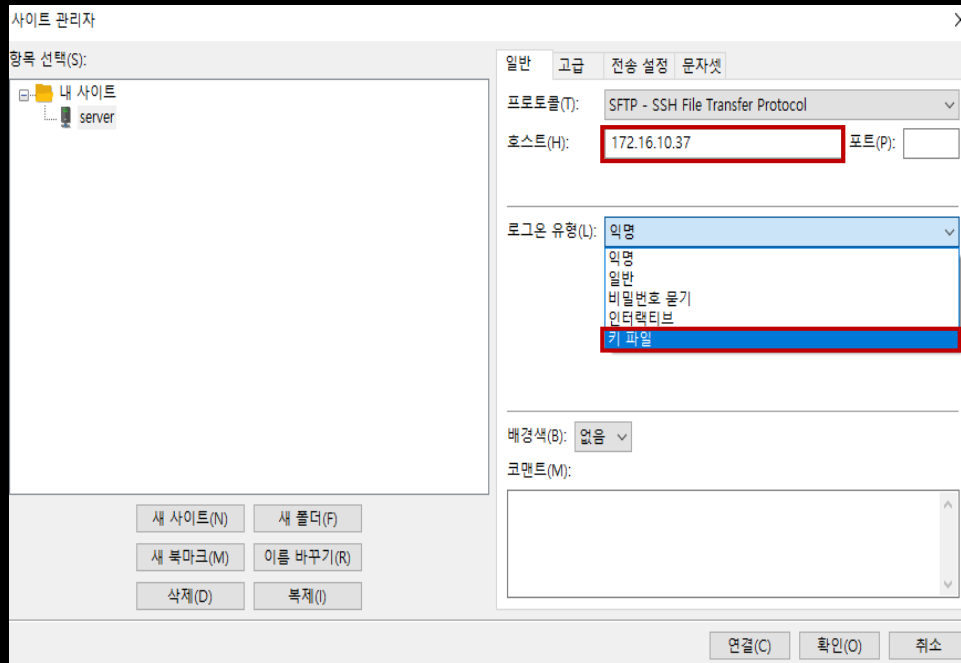 사이트 관리자
항목 선택(S):
내 사이트
server
새 사이트(N) 새 폴더(F)
새 북마크(M) 이름 바꾸기(R)
삭제(D) 복제(I)
일반 고급 전송 설정 문자셋
프로토콜(T): SFTP - SSH File Transfer Protocol
호스트(H): 172.16.10.37 포트(P):
로그온 유형(L): 익명
익명
일반
비밀번호 묻기
인터랙티브
키 파일
배경색(B): 없음
코맨트(M):
연결(C) 확인(O) 취소